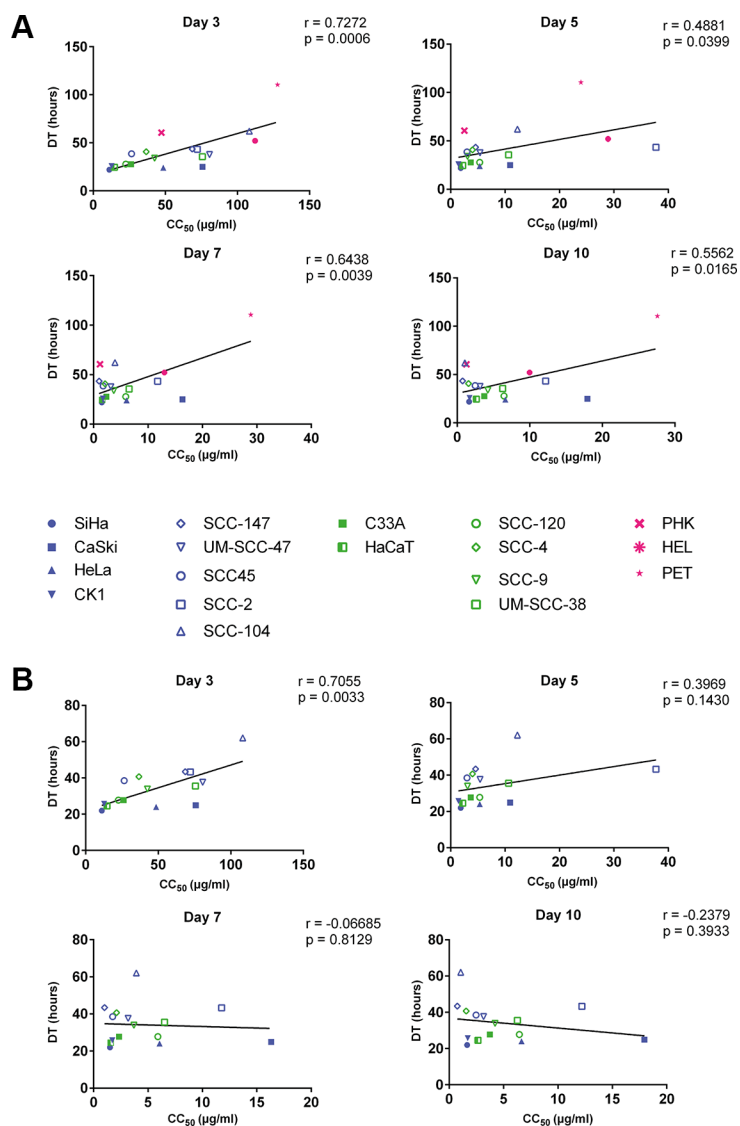 A
Day 3
r = 0.7272
p = 0.0006
DT (hours)
150
100
50
0
0 50 100 150
CC50 (µg/ml)
Day 5
r = 0.4881
p = 0.0399
DT (hours)
150
100
50
0
0 10 20 30 40
CC50 (µg/ml)
Day 7
r = 0.6438
p = 0.0039
DT (hours)
150
100
50
0
0 10 20 30 40
CC50 (µg/ml)
Day 10
r = 0.5562
p = 0.0165
DT (hours)
150
100
50
0
0 10 20 30
CC50 (µg/ml)
SiHa
CaSki
HeLa
CK1
SCC-147
UM-SCC-47
SCC45
SCC-2
SCC-104
C33A
HaCaT
SCC-120
SCC-4
SCC-9
UM-SCC-38
PHK
HEL
PET
B
Day 3
r = 0.7055
p = 0.0033
DT (hours)
80
60
40
20
0
0 50 100 150
CC50 (µg/ml)
Day 5
r = 0.3969
p = 0.1430
DT (hours)
80
60
40
20
0
0 10 20 30 40
CC50 (µg/ml)
Day 7
r = -0.06685
p = 0.8129
DT (hours)
80
60
40
20
0
0 5 10 15 20
CC50 (µg/ml)
Day 10
r = -0.2379
p = 0.3933
DT (hours)
80
60
40
20
0
0 5 10 15 20
CC50 (µg/ml)